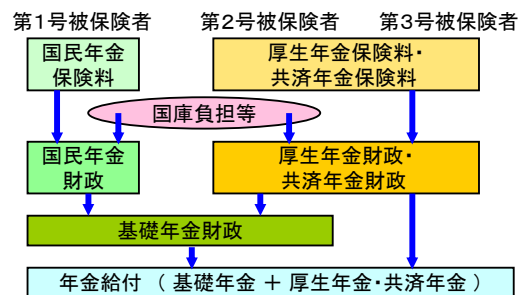 第1号被保険者 第2号被保険者 第3号被保険者
国民年金
保険料
厚生年金保険料・
共済年金保険料
国庫負担等
国民年金
財政
厚生年金財政・
共済年金財政
基礎年金財政
年金給付 ( 基礎年金 + 厚生年金・共済年金 )